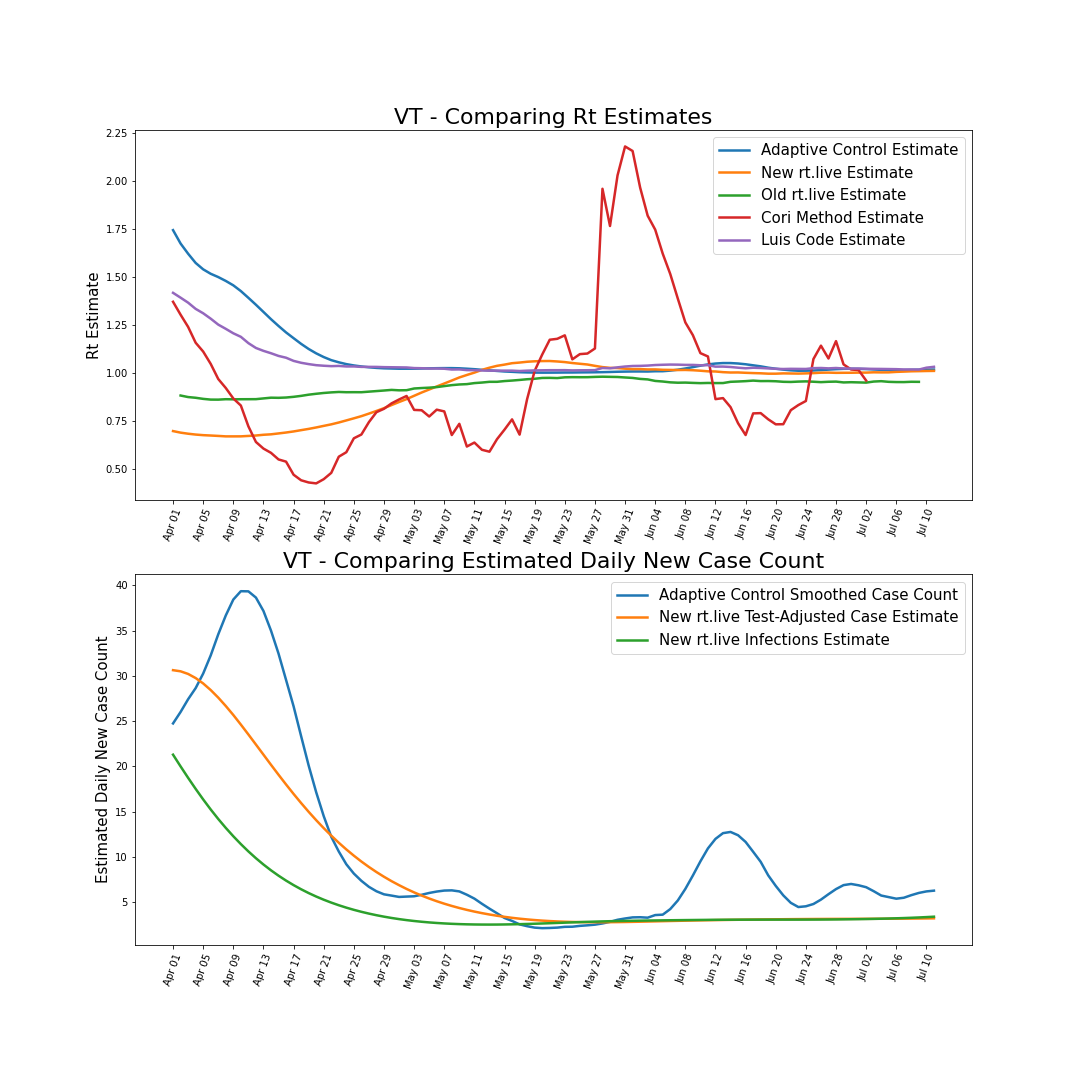 VT - Comparing Rt Estimates
Rt Estimate
2.25
2.00
1.75
1.50
1.25
1.00
0.75
0.50
Adaptive Control Estimate
New rt.live Estimate
Old rt.live Estimate
Cori Method Estimate
Luis Code Estimate
Apr 01 Apr 05 Apr 09 Apr 13 Apr 17 Apr 21 Apr 25 Apr 29 May 03 May 07 May 11 May 15 May 19 May 23 May 27 May 31 Jun 04 Jun 08 Jun 12 Jun 16 Jun 20 Jun 24 Jun 28 Jul 02 Jul 06 Jul 10
VT - Comparing Estimated Daily New Case Count
Estimated Daily New Case Count
40
35
30
25
20
15
10
5
Adaptive Control Smoothed Case Count
New rt.live Test-Adjusted Case Estimate
New rt.live Infections Estimate
Apr 01 Apr 05 Apr 09 Apr 13 Apr 17 Apr 21 Apr 25 Apr 29 May 03 May 07 May 11 May 15 May 19 May 23 May 27 May 31 Jun 04 Jun 08 Jun 12 Jun 16 Jun 20 Jun 24 Jun 28 Jul 02 Jul 06 Jul 10